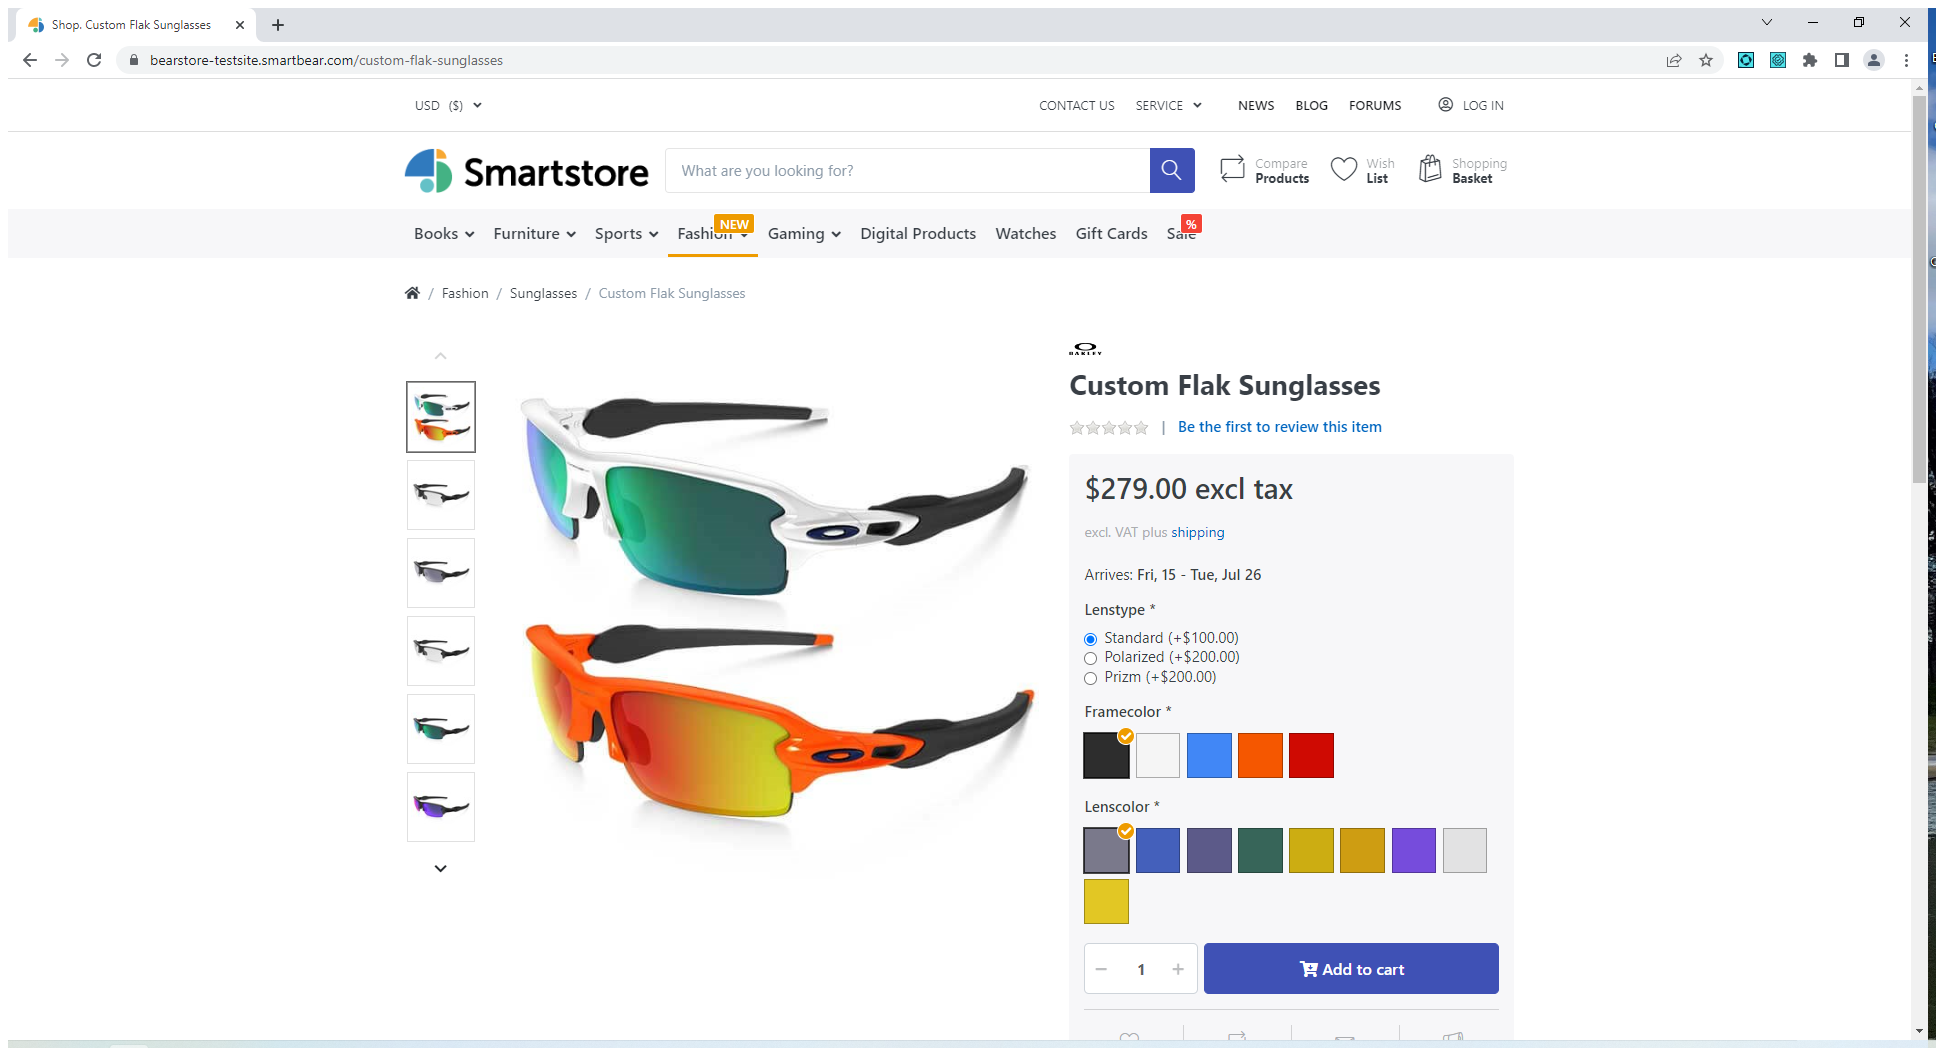 Shop. Custom Flak Sunglasses
bearstore-testsite.smartbear.com/custom-flak-sunglasses
USD ($)
CONTACT US SERVICE NEWS BLOG FORUMS LOG IN
Smartstore
What are you looking for?
Compare Products
Wish List
Shopping Basket
Books Furniture Sports Fashion NEW Gaming Digital Products Watches Gift Cards Sale %
/ Fashion / Sunglasses / Custom Flak Sunglasses
OAKLEY
Custom Flak Sunglasses
| Be the first to review this item
$279.00 excl tax
excl. VAT plus shipping
Arrives: Fri, 15 - Tue, Jul 26
Lenstype *
Standard (+$100.00)
Polarized (+$200.00)
Prizm (+$200.00)
Framecolor *
Lenscolor *
− 1 + Add to cart